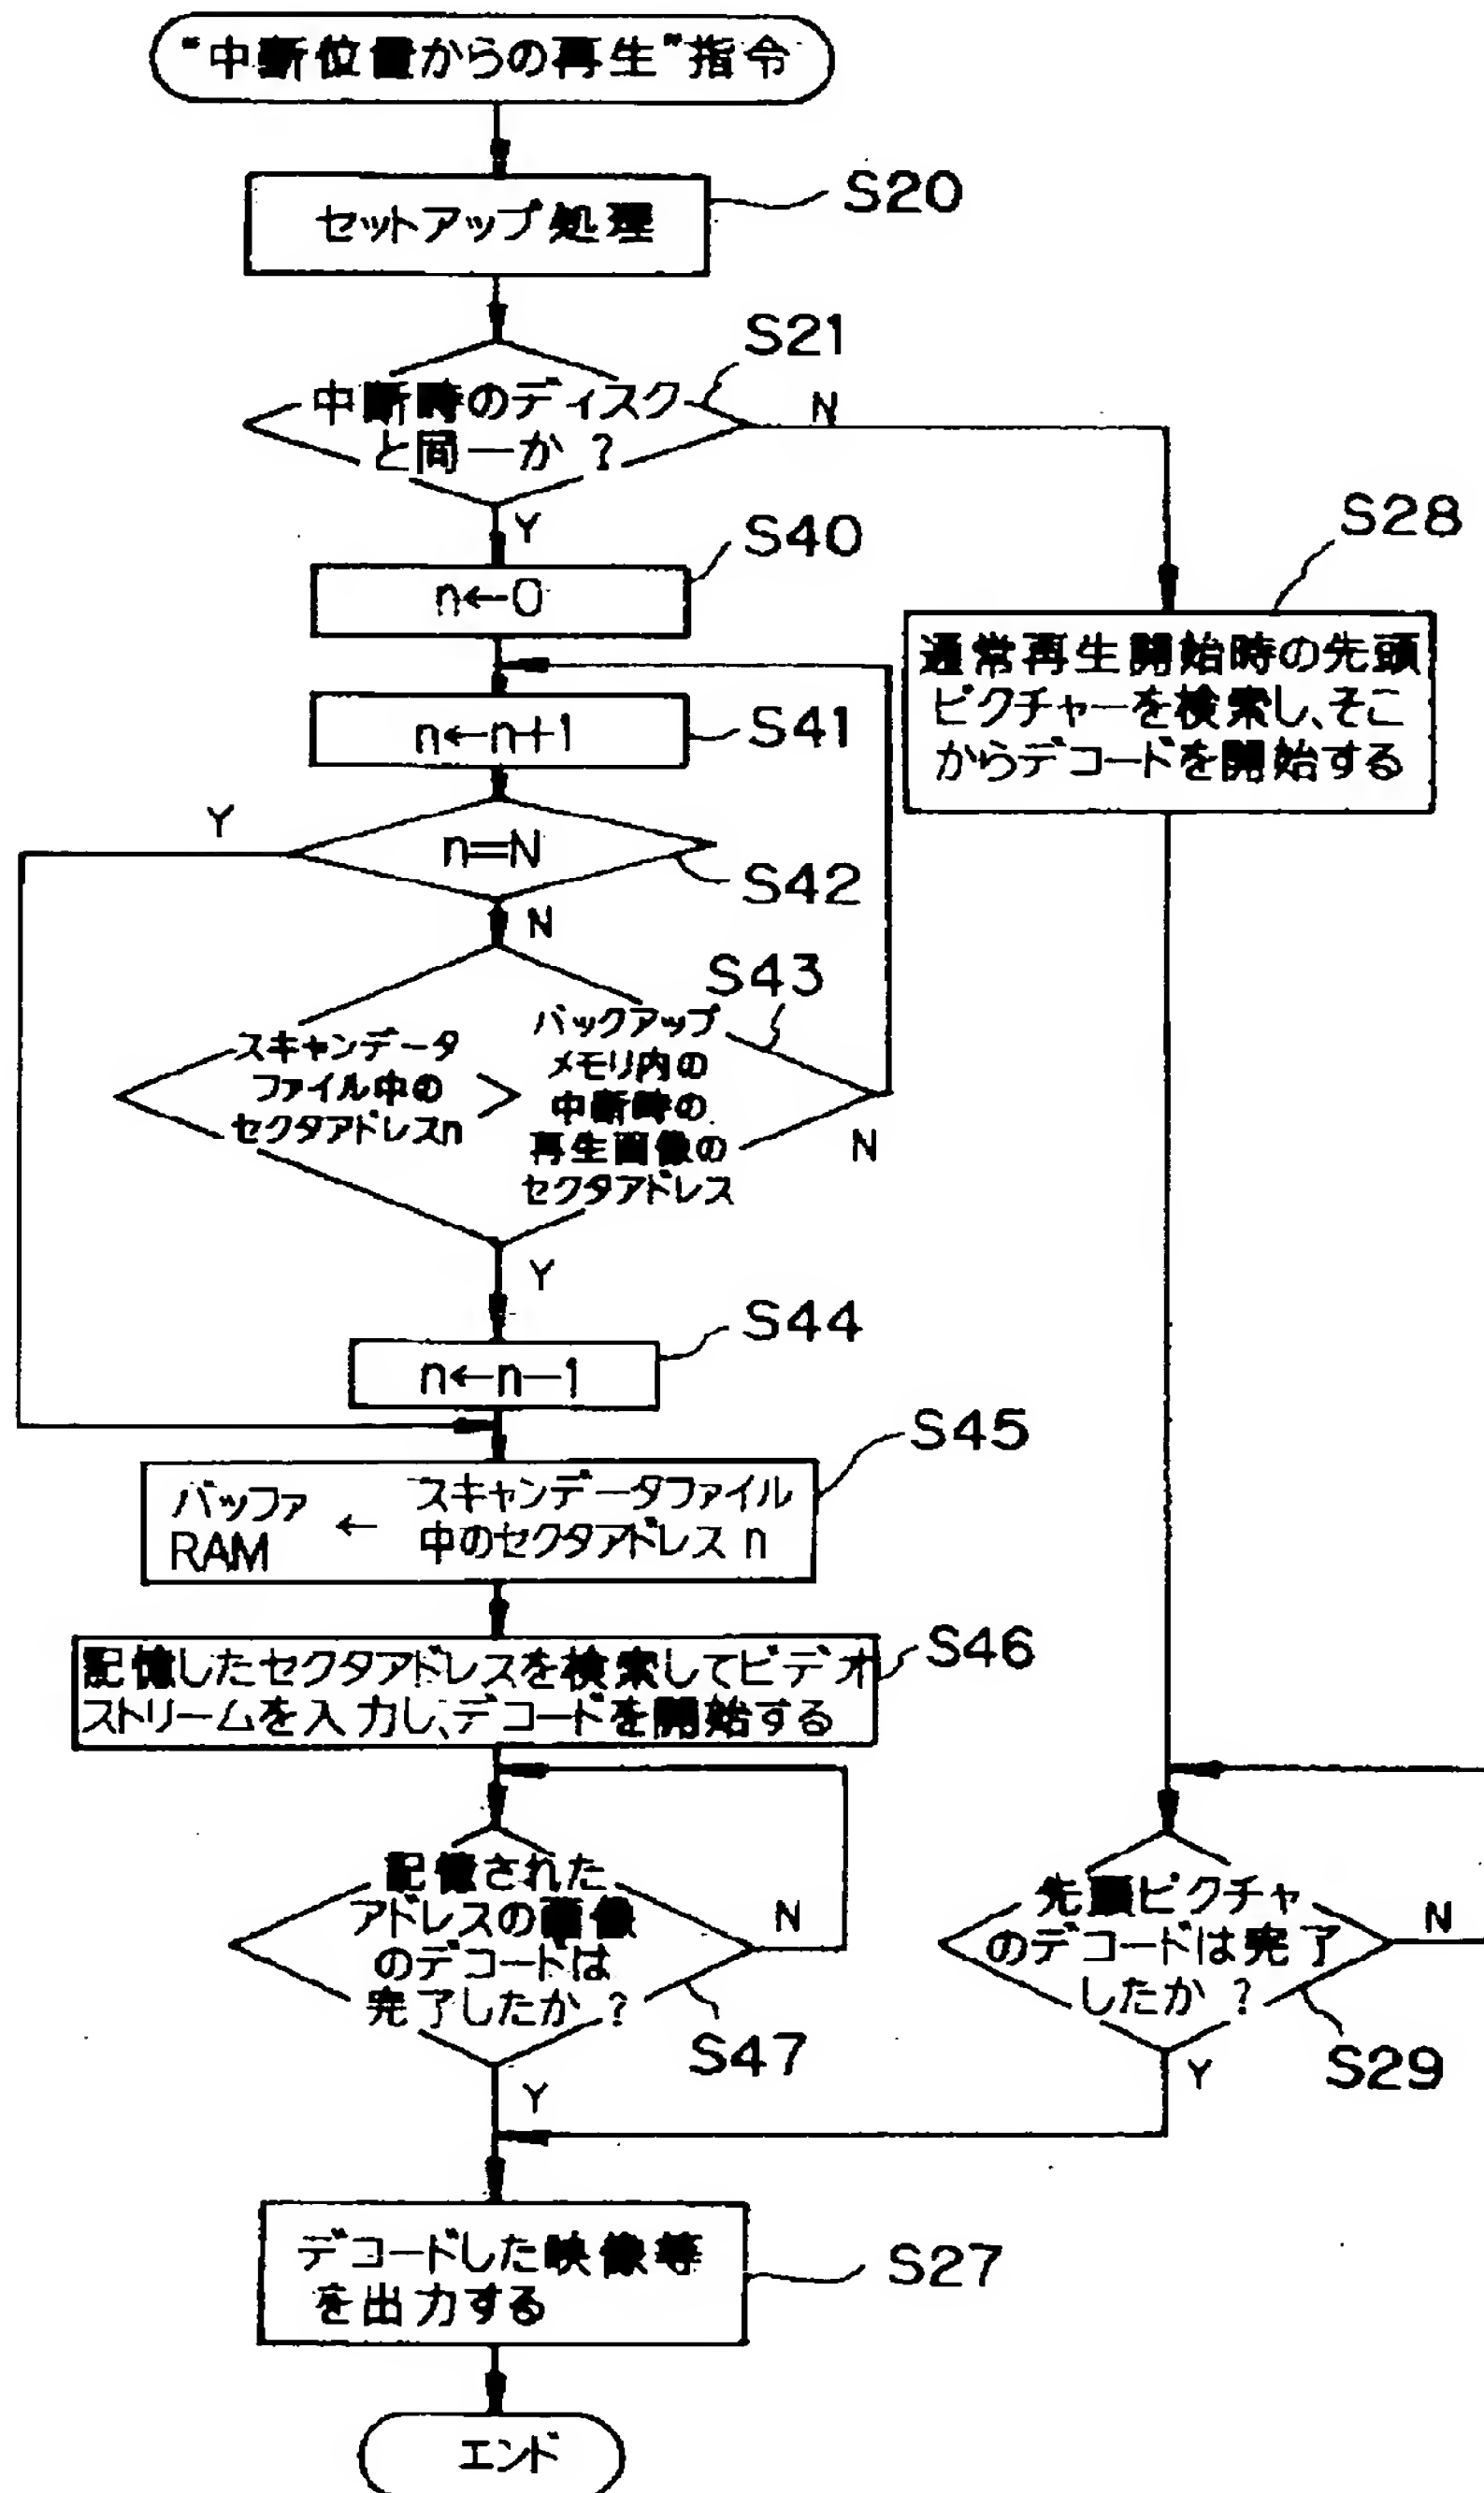 "中断位置からの再生"指令
セットアップ処理
S20
S21
中断時のディスク
と同一か？
N
Y
S40
n←0
S28
通常再生開始時の先頭
ピクチャーを検索し、そこ
からデコードを開始する
n←n+1
S41
Y
n=N
S42
N
S43
スキャンデータ
ファイル中の
セクタアドレスn
>
バックアップ
メモリ内の
中断時の
再生画像の
セクタアドレス
N
Y
S44
n←n−1
S45
バッファ
RAM
←
スキャンデータファイル
中のセクタアドレスn
S46
記憶したセクタアドレスを検索してビデオ
ストリームを入力し、デコードを開始する
記憶された
アドレスの画像
のデコードは
完了したか？
N
S47
Y
先頭ピクチャ
のデコードは完了
したか？
N
S29
Y
デコードした映像等
を出力する
S27
エンド